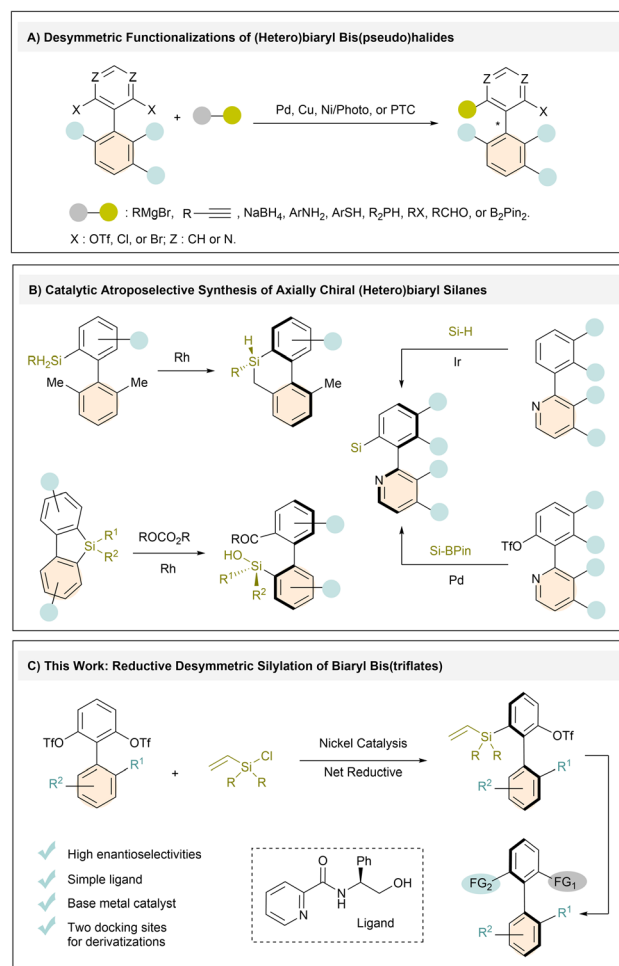 A) Desymmetric Functionalizations of (Hetero)biaryl Bis(pseudo)halides
Z Z
X X
+
Pd, Cu, Ni/Photo, or PTC
Z Z
X
*
: RMgBr, R , NaBH4, ArNH2, ArSH, R2PH, RX, RCHO, or B2Pin2.
X : OTf, Cl, or Br; Z : CH or N.
B) Catalytic Atroposelective Synthesis of Axially Chiral (Hetero)biaryl Silanes
RH2Si
Me Me
Rh
H
Si
R
Me
Si-H
Ir
N
Si
N
R1
Si
R2
ROCO2R
Rh
ROC
HO
Si
R1
R2
Si-BPin
Pd
TfO
N
C) This Work: Reductive Desymmetric Silylation of Biaryl Bis(triflates)
TfO OTf
R1
R2
+
Si Cl
R R
Nickel Catalysis
Net Reductive
Si
R R
OTf
R1
R2
High enantioselectivities
Simple ligand
Base metal catalyst
Two docking sites
for derivatizations
O Ph
N
H
OH
N
Ligand
FG2 FG1
R1
R2